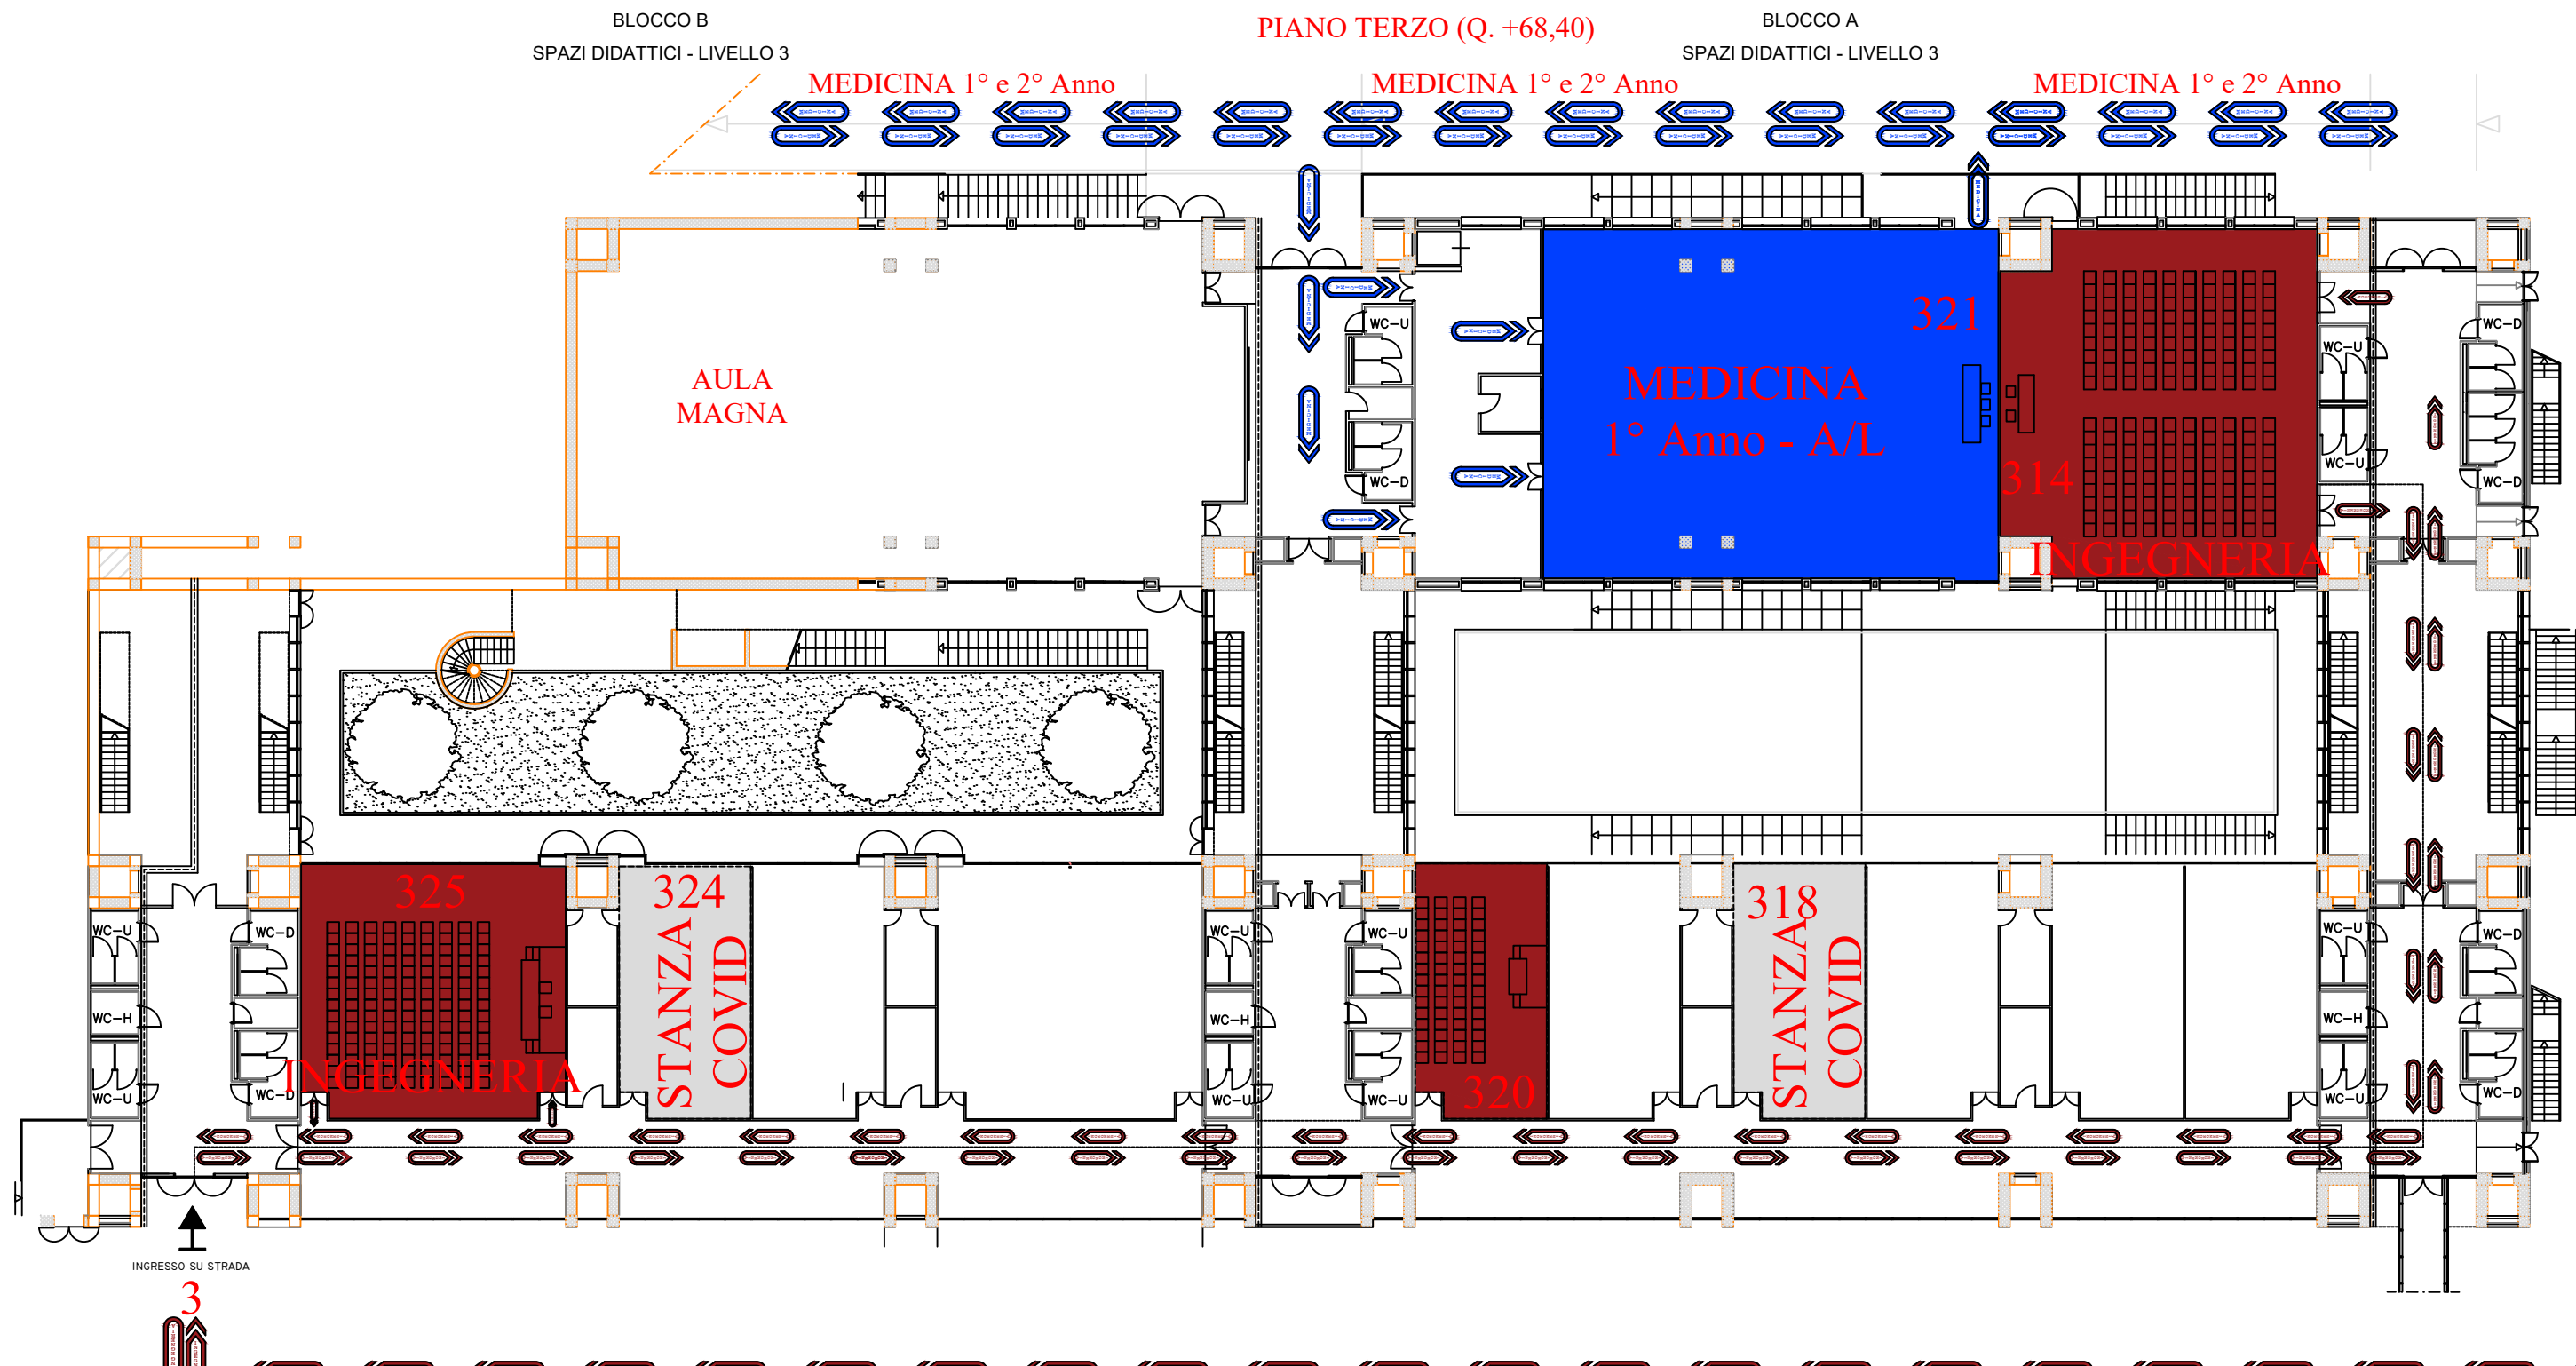 BLOCCO B
SPAZI DIDATTICI - LIVELLO 3
PIANO TERZO (Q. +68,40)
BLOCCO A
SPAZI DIDATTICI - LIVELLO 3
MEDICINA 1° e 2° Anno
MEDICINA 1° e 2° Anno
MEDICINA 1° e 2° Anno
MEDICINA
AULA
MAGNA
WC-U
WC-D
321
MEDICINA
1° Anno - A/L
314
INGEGNERIA
WC-U
WC-U
WC-D
WC-D
325
INGEGNERIA
324
STANZA
COVID
320
318
STANZA
COVID
WC-U
WC-H
WC-U
WC-D
WC-D
WC-U
WC-H
WC-U
WC-U
WC-U
WC-U
WC-H
WC-U
WC-D
WC-D
INGRESSO SU STRADA
3